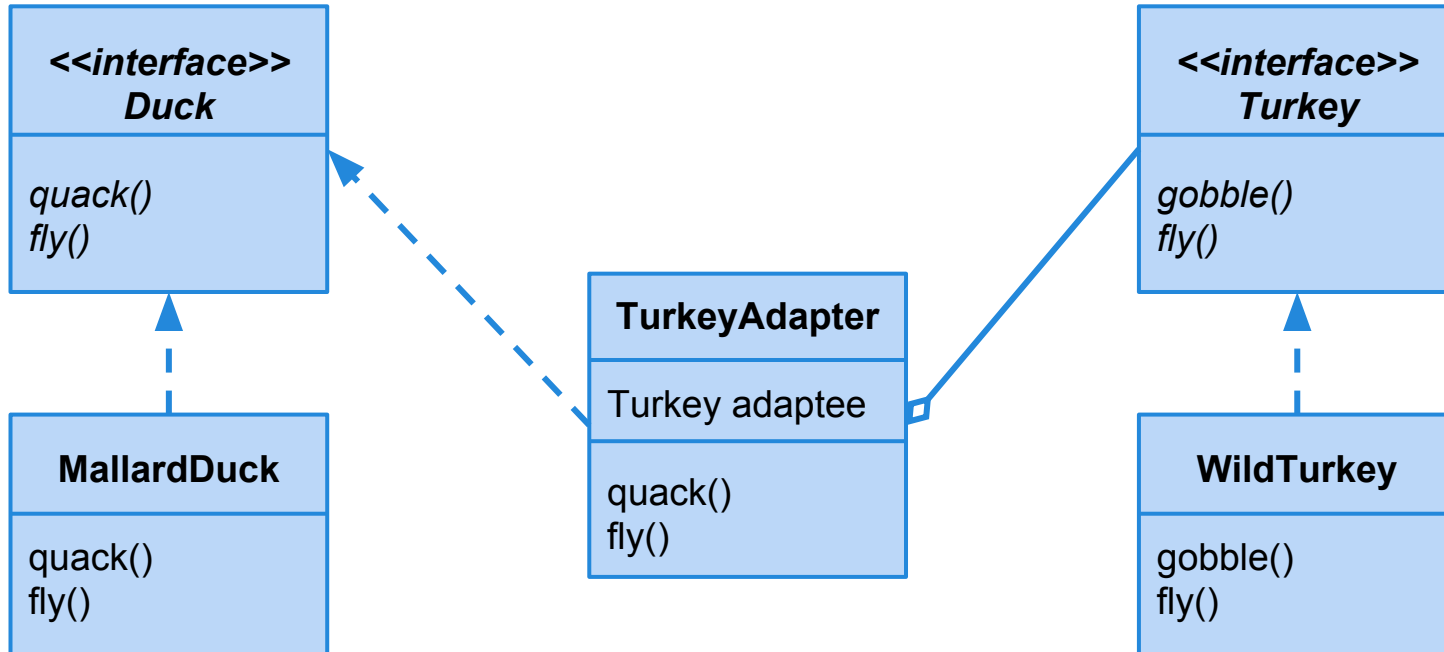 <<interface>>
Duck
quack()
fly()
<<interface>>
Turkey
gobble()
fly()
TurkeyAdapter
Turkey adaptee
quack()
fly()
MallardDuck
quack()
fly()
WildTurkey
gobble()
fly()